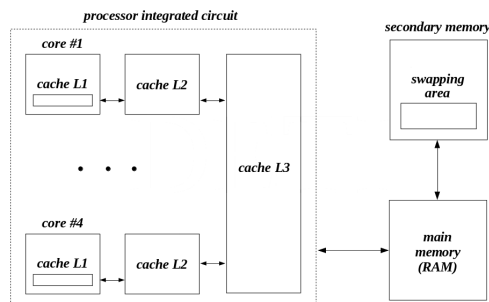 processor integrated circuit
secondary memory
core #1
cache L1
cache L2
swapping
area
cache L3
core #4
cache L1
cache L2
main
memory
(RAM)